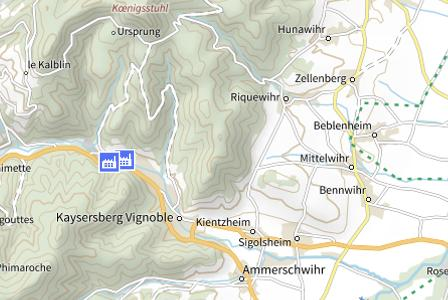 Kœnigsstuhl
Ursprung
Hunawihr
le Kalblin
Zellenberg
Riquewihr
Beblenheim
Mittelwihr
Bennwihr
Kaysersberg Vignoble
Kientzheim
Sigolsheim
Ammerschwihr